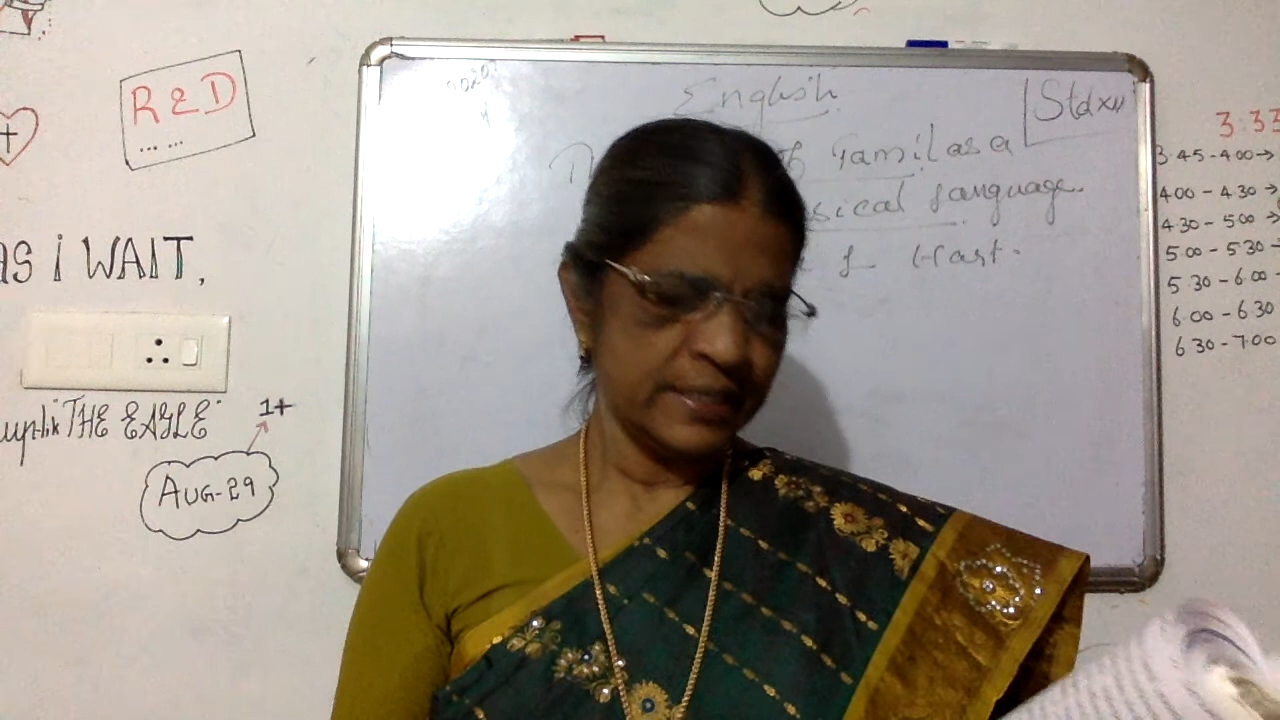 R & D
... ...
AS i WAIT,
THE EAGLE
1+
AUG-29
English
Std XII
Tamil as a
sical Language.
3.33
3.45-4.00→
4.00 - 4.30 →
4.30 - 5.00 →
5.00 - 5.30 -
5.30 - 6.00
6.00 - 6.30
6.30 - 7.00